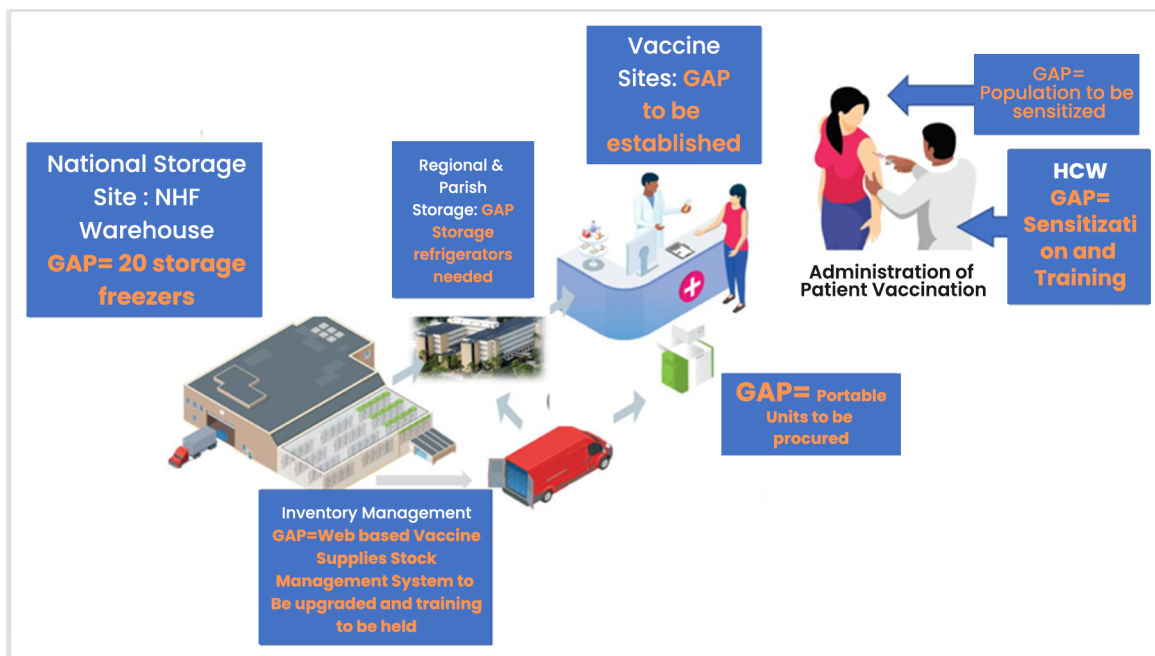 National Storage
Site : NHF
Warehouse
GAP= 20 storage
freezers
Regional &
Parish
Storage: GAP
Storage
refrigerators
needed
Vaccine
Sites: GAP
to be
established
GAP=
Population to be
sensitized
HCW
GAP=
Sensitizati
on and
Training
Administration of
Patient Vaccination
GAP= Portable
Units to be
procured
Inventory Management
GAP=Web based Vaccine
Supplies Stock
Management System to
Be upgraded and training
to be held